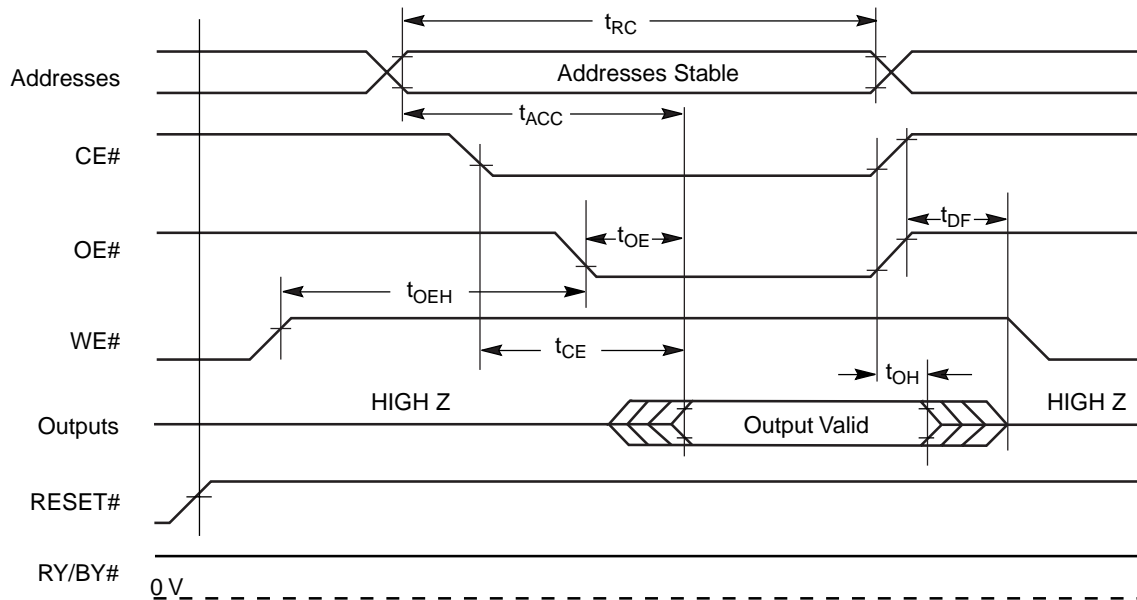 tRC
Addresses
Addresses Stable
tACC
CE#
tDF
OE#
tOE
tOEH
WE#
tCE
tOH
HIGH Z
HIGH Z
Outputs
Output Valid
RESET#
RY/BY#
0 V